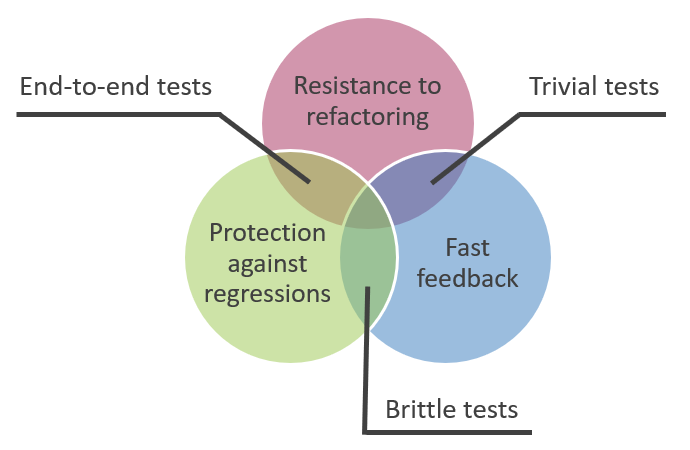 End-to-end tests
Resistance to
refactoring
Trivial tests
Protection
against
regressions
Fast
feedback
Brittle tests